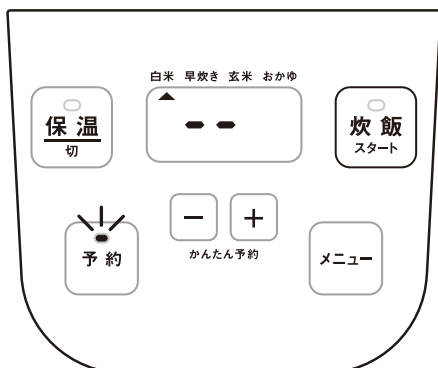 白米 早炊き 玄米 おかゆ
保温
切
炊飯
スタート
予約
かんたん予約
メニュー